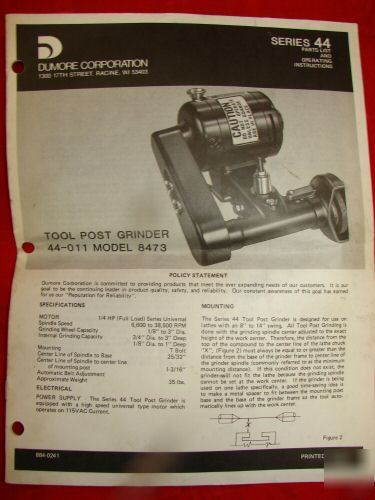 DUMORE CORPORATION
1300 17TH STREET, RACINE, WI 53403
SERIES 44
PARTS LIST
AND
OPERATING
INSTRUCTIONS
CAUTION
TOOL POST GRINDER
44-011 MODEL 8473
POLICY STATEMENT
Dumore Corporation is committed to providing products that meet the ever expanding needs of our customers. It is our
goal to be the continuing leader in product quality, safety, and reliability. Our constant awareness of this goal has earned
for us our "Reputation for Reliability".
SPECIFICATIONS
MOTOR 1/4 HP (Full Load) Series Universal
Spindle Speed 6,600 to 38,500 RPM
Grinding Wheel Capacity 1/8" to 3" Dia.
Internal Grinding Capacity 3/4" Dia. to 3" Deep
1/8" Dia. to 1" Deep
Mounting T Bolt
Center Line of Spindle to Base 25/32"
Center Line of Spindle to center line
of mounting post 1-3/16"
Automatic Belt Adjustment
Approximate Weight 35 lbs.
ELECTRICAL
POWER SUPPLY - The Series 44 Tool Post Grinder is
equipped with a high speed universal type motor which
operates on 115VAC Current.
MOUNTING
The Series 44 Tool Post Grinder is designed for use on
lathes with an 8" to 14" swing. All Tool Post Grinding is
done with the grinding spindle center adjusted to the exact
height of the work center. Therefore, the distance from the
top of the compound to the center line of the lathe chuck
"X", (Figure 2) must always be equal to or greater than the
distance from the base of the grinder frame to center line of
the grinder spindle (commonly referred to as the minimum
mounting distance). If this condition does not exist, the
grinder will not fit the lathe because the grinding spindle
cannot be set at the work center. If the grinder is being
used on one lathe specifically, a good time-saving idea is
to make a metal spacer to fit between the mounting post
base and the base of the grinder frame so the tool auto-
matically lines up with the work center.
Figure 2
884-0241
PRINTED